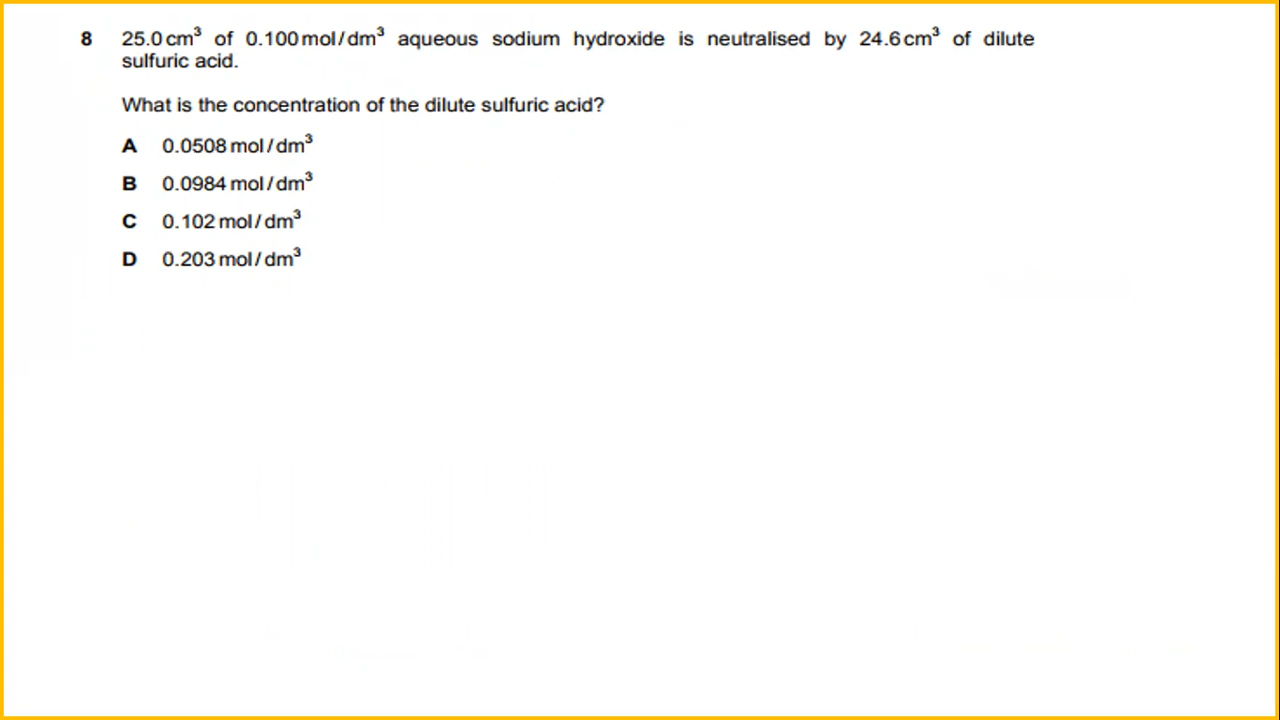 8 25.0 cm³ of 0.100 mol/dm³ aqueous sodium hydroxide is neutralised by 24.6 cm³ of dilute
sulfuric acid.
What is the concentration of the dilute sulfuric acid?
A 0.0508 mol/dm³
B 0.0984 mol/dm³
C 0.102 mol/dm³
D 0.203 mol/dm³